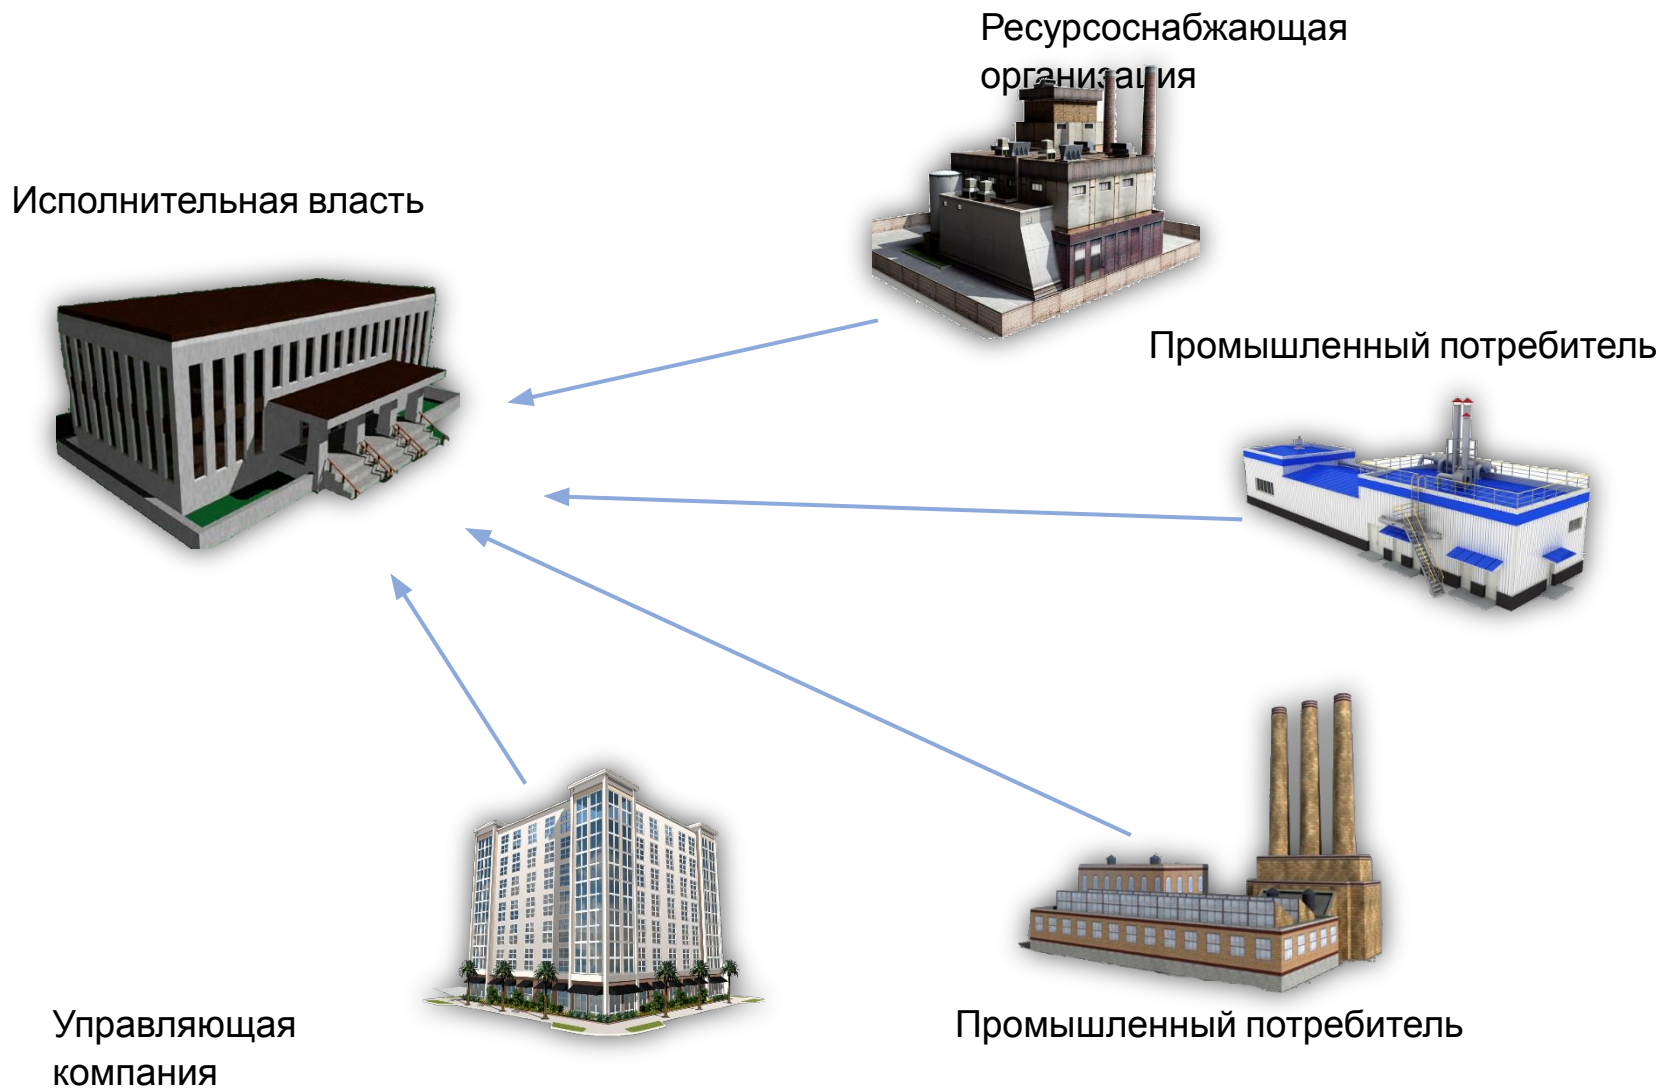 Ресурсоснабжающая
организация
Исполнительная власть
Промышленный потребитель
Управляющая
компания
Промышленный потребитель